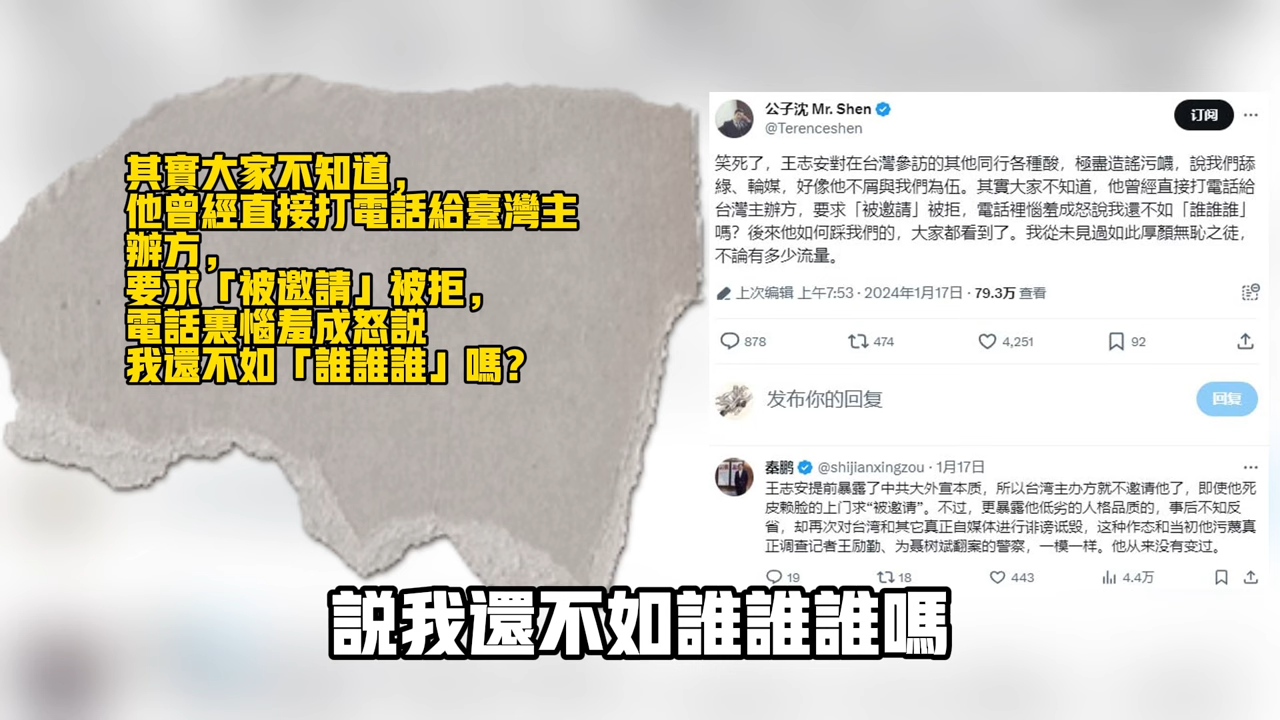 其實大家不知道，
他曾經直接打電話給臺灣主
辦方，
要求「被邀請」被拒，
電話裏惱羞成怒説
我還不如「誰誰誰」嗎？
公子沈 Mr. Shen
@Terenceshen
订阅
笑死了，王志安對在台灣參訪的其他同行各種酸，極盡造謠污衊，說我們舔
綠、輪媒，好像他不屑與我們為伍。其實大家不知道，他曾經直接打電話給
台灣主辦方，要求「被邀請」被拒，電話裡惱羞成怒說我還不如「誰誰誰」
嗎？後來他如何踩我們的，大家都看到了。我從未見過如此厚顏無恥之徒，
不論有多少流量。
上次编辑 上午7:53 · 2024年1月17日 · 79.3万 查看
878 474 4,251 92
发布你的回复
回复
秦鹏 @shijianxingzou · 1月17日
王志安提前暴露了中共大外宣本质，所以台湾主办方就不邀请他了，即使他死
皮赖脸的上门求“被邀请”。不过，更暴露他低劣的人格品质的，事后不知反
省，却再次对台湾和其它真正自媒体进行诽谤诋毁，这种作态和当初他污蔑真
正调查记者王励勤、为聂树斌翻案的警察，一模一样。他从来没有变过。
19 18 443 4.4万
説我還不如誰誰誰嗎